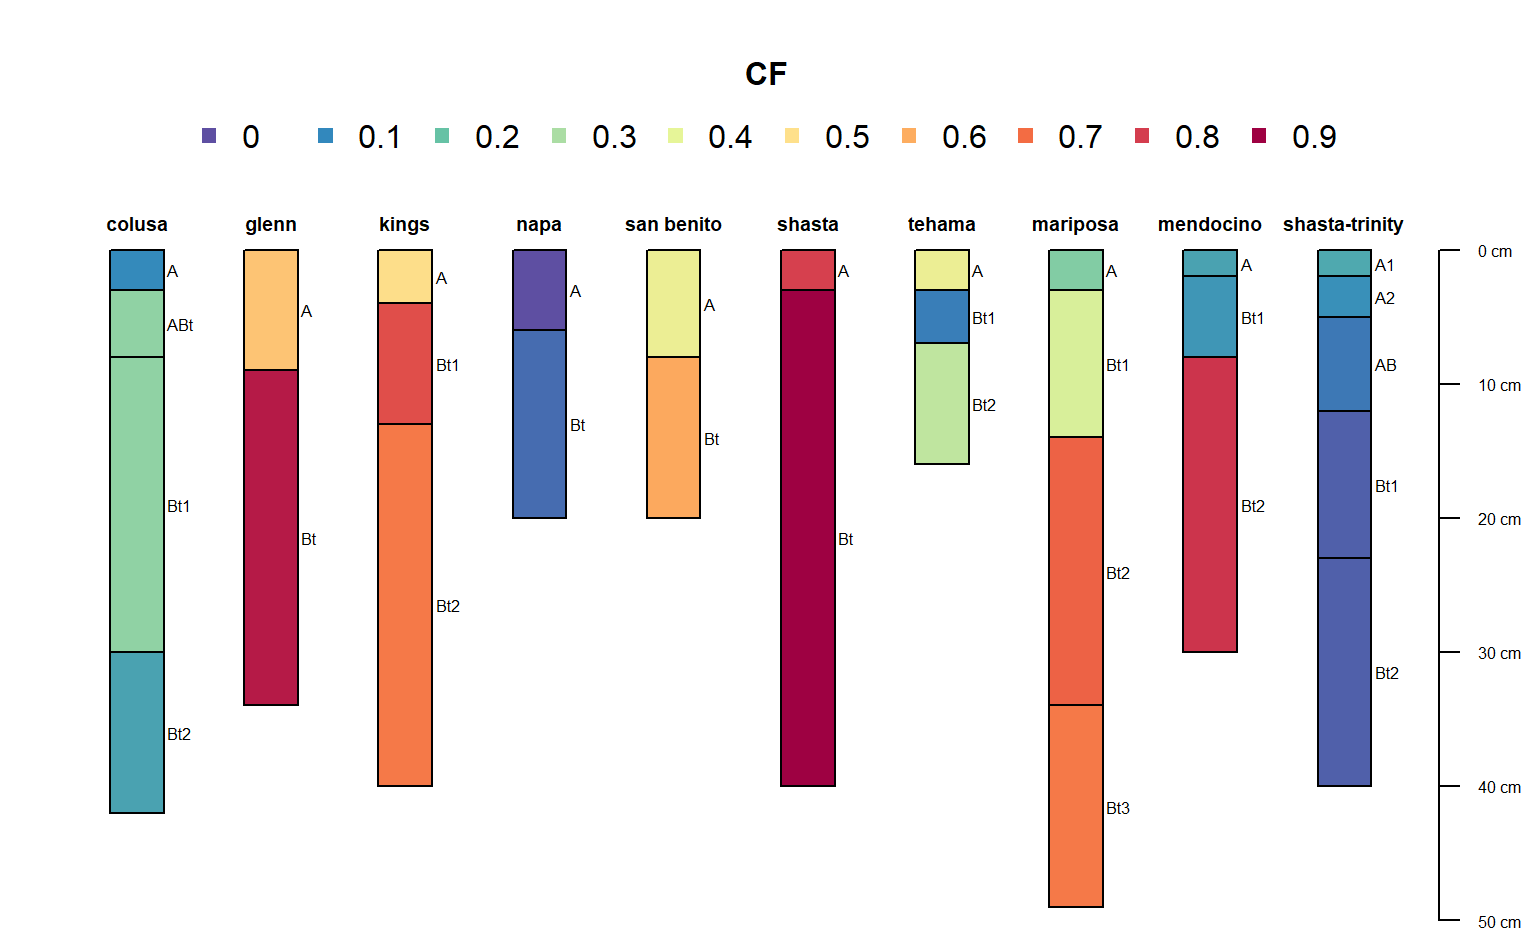 CF
0 0.1 0.2 0.3 0.4 0.5 0.6 0.7 0.8 0.9
colusa glenn kings napa san benito shasta tehama mariposa mendocino shasta-trinity
A
ABt
Bt1
Bt2
A
Bt
A
Bt1
Bt2
A
Bt
A
Bt
A
Bt
A
Bt1
Bt2
A
Bt1
Bt2
Bt3
A
Bt1
Bt2
A1
A2
AB
Bt1
Bt2
0 cm
10 cm
20 cm
30 cm
40 cm
50 cm